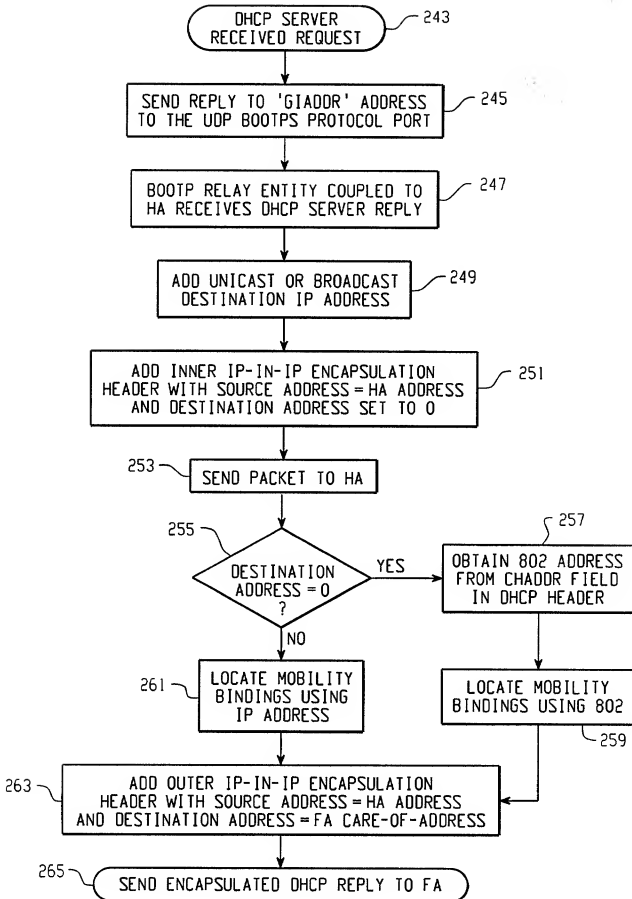 DHCP SERVER
RECEIVED REQUEST
243
SEND REPLY TO 'GIADDR' ADDRESS
TO THE UDP BOOTPS PROTOCOL PORT
245
BOOTP RELAY ENTITY COUPLED TO
HA RECEIVES DHCP SERVER REPLY
247
ADD UNICAST OR BROADCAST
DESTINATION IP ADDRESS
249
ADD INNER IP-IN-IP ENCAPSULATION
HEADER WITH SOURCE ADDRESS = HA ADDRESS
AND DESTINATION ADDRESS SET TO 0
251
253
SEND PACKET TO HA
255
DESTINATION
ADDRESS = 0
?
YES
NO
257
OBTAIN 802 ADDRESS
FROM CHADDR FIELD
IN DHCP HEADER
261
LOCATE MOBILITY
BINDINGS USING
IP ADDRESS
LOCATE MOBILITY
BINDINGS USING 802
259
263
ADD OUTER IP-IN-IP ENCAPSULATION
HEADER WITH SOURCE ADDRESS = HA ADDRESS
AND DESTINATION ADDRESS = FA CARE-OF-ADDRESS
265
SEND ENCAPSULATED DHCP REPLY TO FA